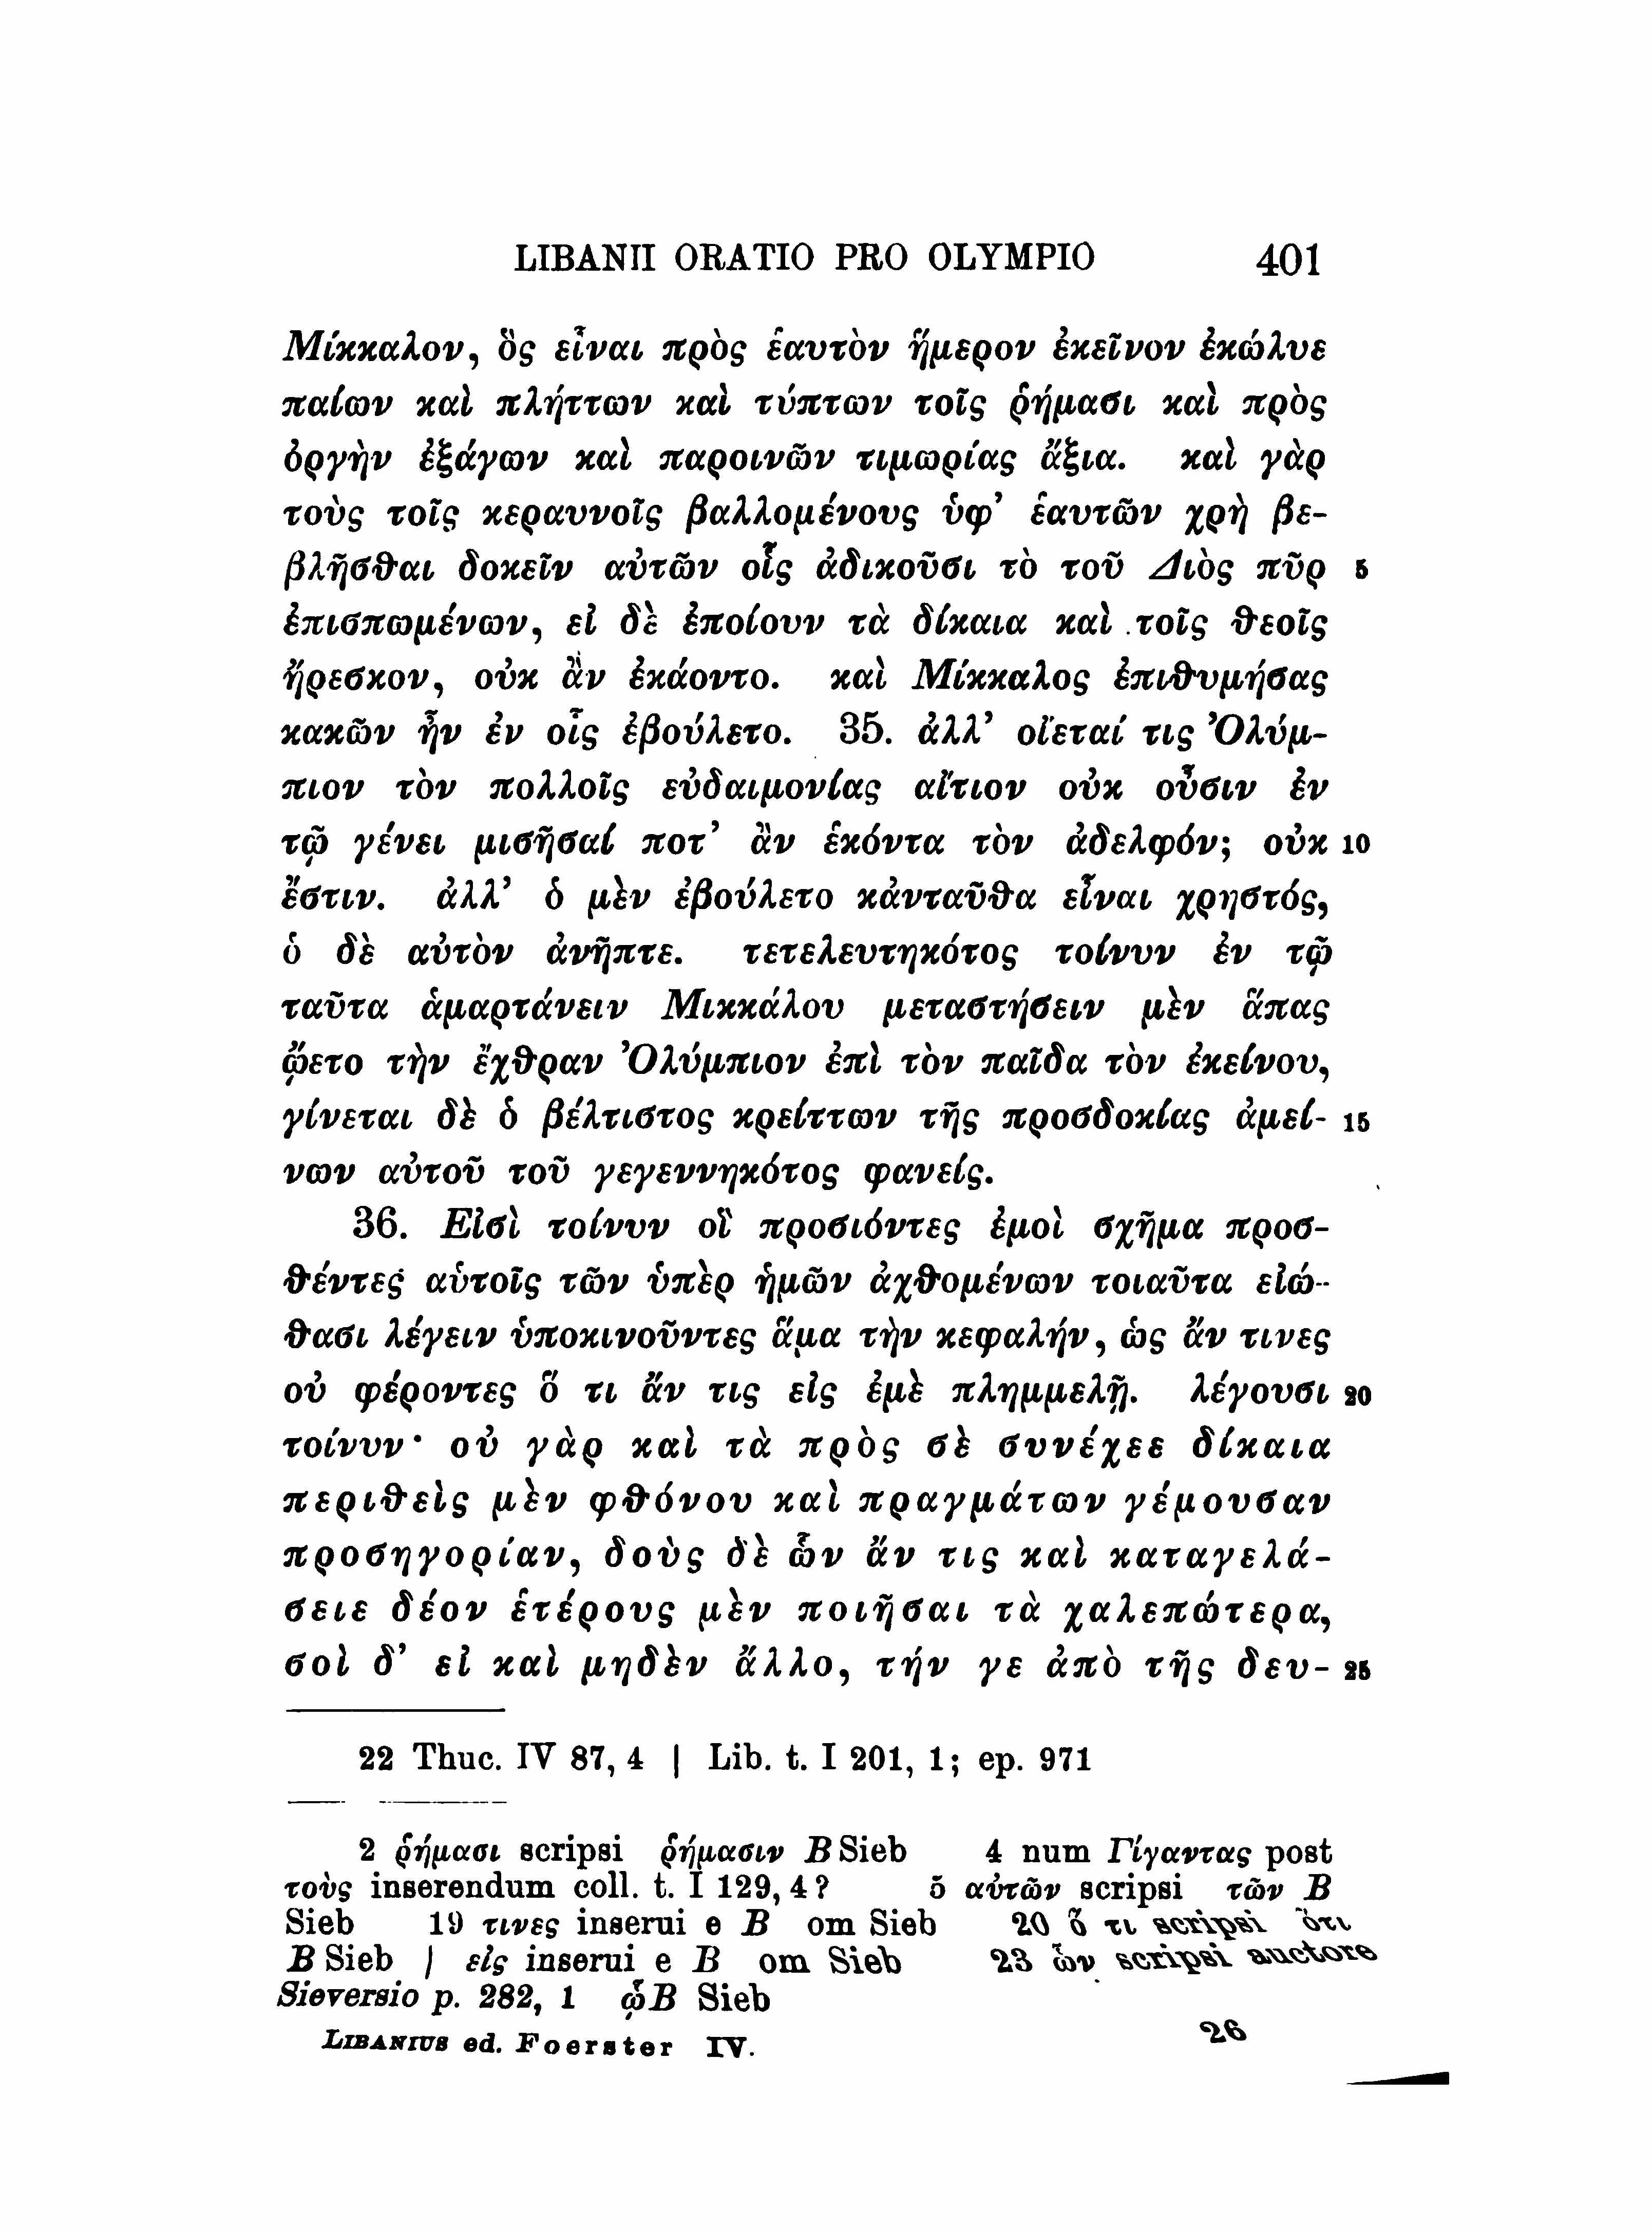 LIBANII ORATIO PRO OLYMPIO 401
Μίκκαλον, ὃς εἶναι πρὸς ἑαυτὸν ἥμερον ἐκεῖνον ἐκώλυε
παίων καὶ πλήττων καὶ τύπτων τοῖς ῥήμασι καὶ πρὸς
ὀργὴν ἐξάγων καὶ παροινῶν τιμωρίας ἄξια. καὶ γὰρ
τοὺς τοῖς κεραυνοῖς βαλλομένους ὑφ’ ἑαυτῶν χρὴ βε-
βλῆσθαι δοκεῖν αὐτῶν οἷς ἀδικοῦσι τὸ τοῦ Διὸς πῦρ 5
ἐπισπωμένων, εἰ δὲ ἐποίουν τὰ δίκαια καὶ τοῖς θεοῖς
ἤρεσκον, οὐκ ἂν ἐκάοντο. καὶ Μίκκαλος ἐπιθυμήσας
κακῶν ἦν ἐν οἷς ἐβούλετο. 35. ἀλλ’ οἴεταί τις Ὀλύμ-
πιον τὸν πολλοῖς εὐδαιμονίας αἴτιον οὐκ οὖσιν ἐν
τῷ γένει μισῆσαί ποτ’ ἂν ἑκόντα τὸν ἀδελφόν; οὐκ 10
ἔστιν. ἀλλ’ ὁ μὲν ἐβούλετο κἀνταῦθα εἶναι χρηστός,
ὁ δὲ αὐτὸν ἀνῆπτε. τετελευτηκότος τοίνυν ἐν τῷ
ταῦτα ἁμαρτάνειν Μικκάλου μεταστήσειν μὲν ἅπας
ᾤετο τὴν ἔχθραν Ὀλύμπιον ἐπὶ τὸν παῖδα τὸν ἐκείνου,
γίνεται δὲ ὁ βέλτιστος κρείττων τῆς προσδοκίας ἀμεί- 15
νων αὐτοῦ τοῦ γεγεννηκότος φανείς.
36. Εἰσὶ τοίνυν οἳ προσιόντες ἐμοὶ σχῆμα προσ-
θέντες αὑτοῖς τῶν ὑπὲρ ἡμῶν ἀχθομένων τοιαῦτα εἰώ-
θασι λέγειν ὑποκινοῦντες ἅμα τὴν κεφαλήν, ὡς ἄν τινες
οὐ φέροντες ὅ τι ἄν τις εἰς ἐμὲ πλημμελῇ. λέγουσι 20
τοίνυν· οὐ γὰρ καὶ τὰ πρὸς σὲ συνέχεε δίκαια
περιθεὶς μὲν φθόνου καὶ πραγμάτων γέμουσαν
προσηγορίαν, δοὺς δὲ ὧν ἄν τις καὶ καταγελά-
σειε δέον ἑτέρους μὲν ποιῆσαι τὰ χαλεπώτερα,
σοὶ δ’ εἰ καὶ μηδὲν ἄλλο, τήν γε ἀπὸ τῆς δευ- 25
22 Thuc. IV 87, 4 | Lib. t. I 201, 1; ep. 971
2 ῥήμασι scripsi ῥήμασιν B Sieb 4 num Γίγαντας post
τοὺς inserendum coll. t. I 129, 4? 5 αὐτῶν scripsi τῶν B
Sieb 19 τινες inserui e B om Sieb 20 ὅ τι scripsi ὅτι
B Sieb | εἰς inserui e B om Sieb 23 ὧν scripsi auctore
Sieversio p. 282, 1 ᾧ B Sieb
LIBANIUS ed. Foerster IV. 26